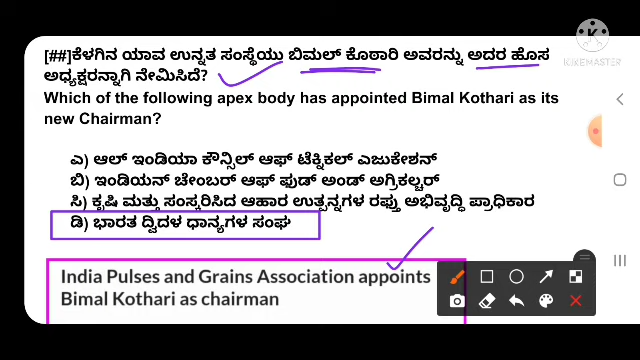 [##] ಕೆಳಗಿನ ಯಾವ ಉನ್ನತ ಸಂಸ್ಥೆಯು ಬಿಮಲ್ ಕೊಠಾರಿ ಅವರನ್ನು ಅದರ ಹೊಸ
ಅಧ್ಯಕ್ಷರನ್ನಾಗಿ ನೇಮಿಸಿದೆ?
Which of the following apex body has appointed Bimal Kothari as its
new Chairman?
ಎ) ಆಲ್ ಇಂಡಿಯಾ ಕೌನ್ಸಿಲ್ ಆಫ್ ಟೆಕ್ನಿಕಲ್ ಎಜುಕೇಶನ್
ಬಿ) ಇಂಡಿಯನ್ ಚೇಂಬರ್ ಆಫ್ ಫುಡ್ ಅಂಡ್ ಅಗ್ರಿಕಲ್ಚರ್
ಸಿ) ಕೃಷಿ ಮತ್ತು ಸಂಸ್ಕರಿಸಿದ ಆಹಾರ ಉತ್ಪನ್ನಗಳ ರಫ್ತು ಅಭಿವೃದ್ಧಿ ಪ್ರಾಧಿಕಾರ
ಡಿ) ಭಾರತ ದ್ವಿದಳ ಧಾನ್ಯಗಳ ಸಂಘ
India Pulses and Grains Association appoints
Bimal Kothari as chairman
KINEMASTER